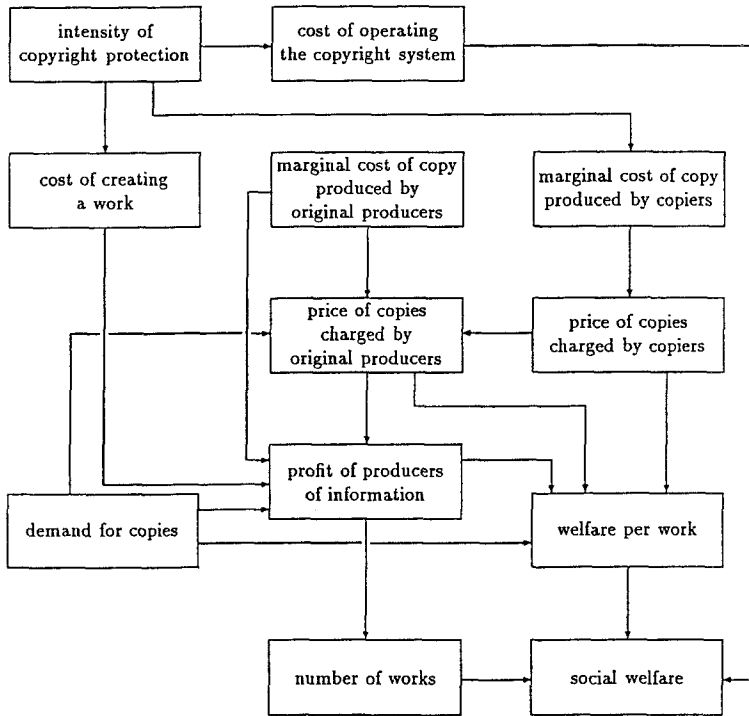 intensity of
copyright protection
cost of operating
the copyright system
cost of creating
a work
marginal cost of copy
produced by
original producers
marginal cost of copy
produced by copiers
price of copies
charged by
original producers
price of copies
charged by copiers
profit of producers
of information
demand for copies
welfare per work
number of works
social welfare